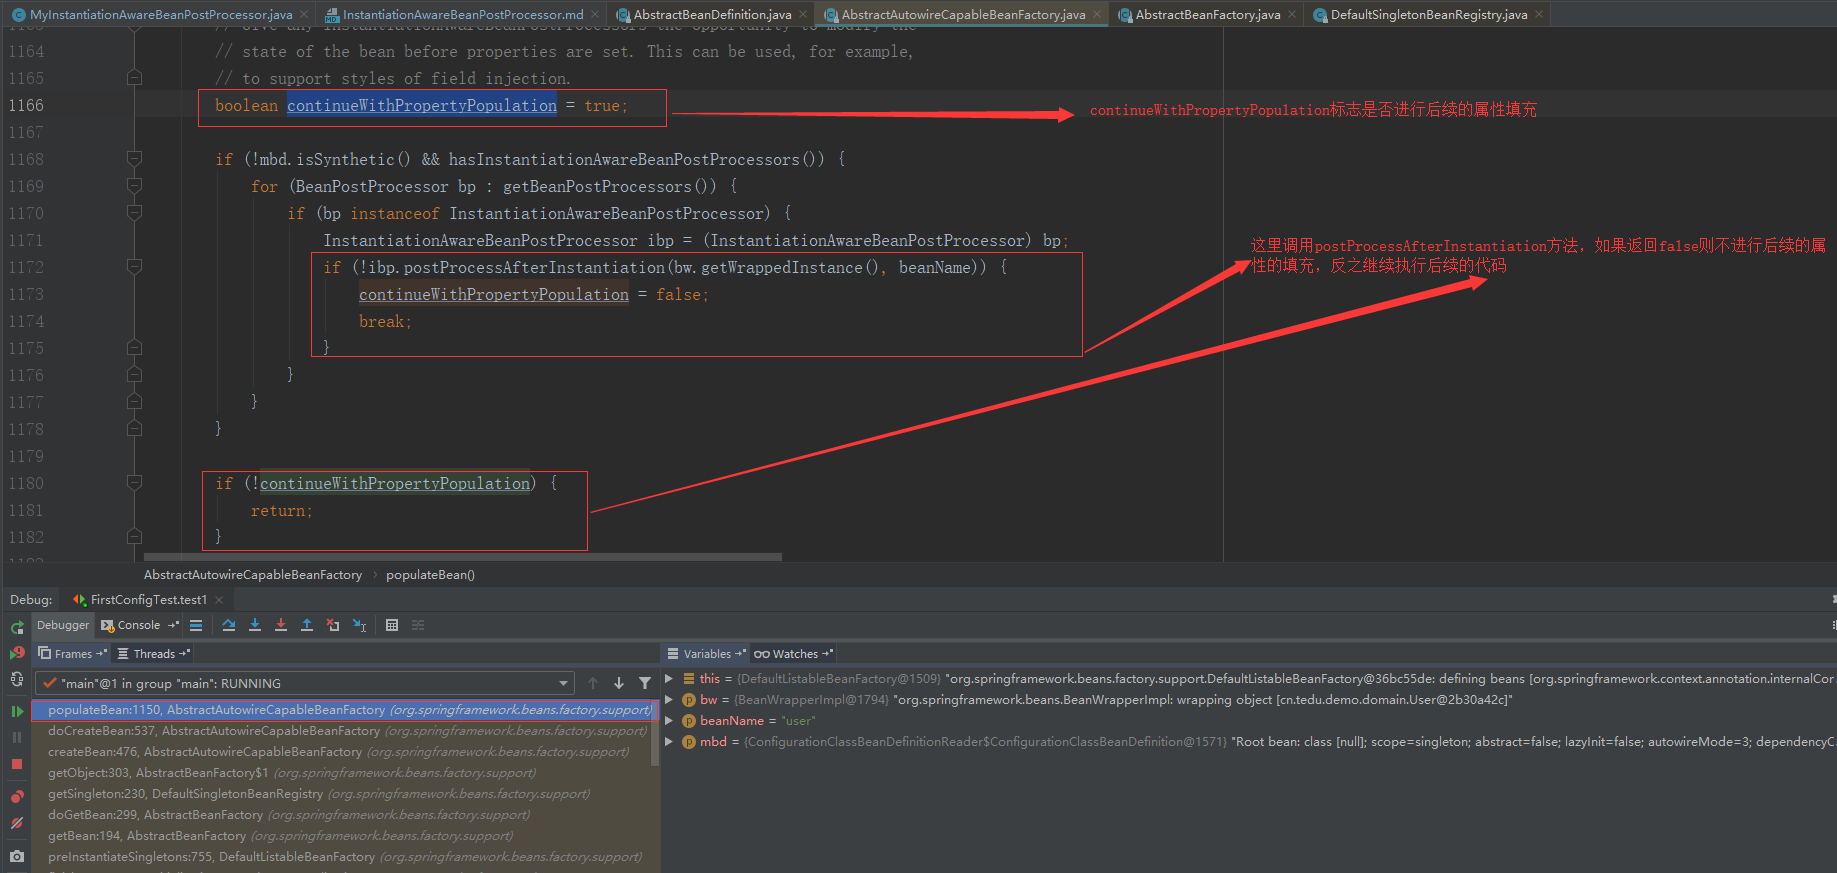 MyInstantiationAwareBeanPostProcessor.java
InstantiationAwareBeanPostProcessor.md
AbstractBeanDefinition.java
AbstractAutowireCapableBeanFactory.java
AbstractBeanFactory.java
DefaultSingletonBeanRegistry.java
1164 // state of the bean before properties are set. This can be used, for example,
1165 // to support styles of field injection.
1166 boolean continueWithPropertyPopulation = true;
continueWithPropertyPopulation标志是否进行后续的属性填充
1167
1168 if (!mbd.isSynthetic() && hasInstantiationAwareBeanPostProcessors()) {
1169 for (BeanPostProcessor bp : getBeanPostProcessors()) {
1170 if (bp instanceof InstantiationAwareBeanPostProcessor) {
1171 InstantiationAwareBeanPostProcessor ibp = (InstantiationAwareBeanPostProcessor) bp;
1172 if (!ibp.postProcessAfterInstantiation(bw.getWrappedInstance(), beanName)) {
1173 continueWithPropertyPopulation = false;
1174 break;
1175 }
1176 }
1177 }
1178 }
1179
1180 if (!continueWithPropertyPopulation) {
1181 return;
1182 }
这里调用postProcessAfterInstantiation方法，如果返回false则不进行后续的属
性的填充，反之继续执行后续的代码
AbstractAutowireCapableBeanFactory › populateBean()
Debug: FirstConfigTest.test1
Debugger Console
Frames Threads
"main"@1 in group "main": RUNNING
populateBean:1150, AbstractAutowireCapableBeanFactory (org.springframework.beans.factory.support)
doCreateBean:537, AbstractAutowireCapableBeanFactory (org.springframework.beans.factory.support)
createBean:476, AbstractAutowireCapableBeanFactory (org.springframework.beans.factory.support)
getObject:303, AbstractBeanFactory$1 (org.springframework.beans.factory.support)
getSingleton:230, DefaultSingletonBeanRegistry (org.springframework.beans.factory.support)
doGetBean:299, AbstractBeanFactory (org.springframework.beans.factory.support)
getBean:194, AbstractBeanFactory (org.springframework.beans.factory.support)
preInstantiateSingletons:755, DefaultListableBeanFactory (org.springframework.beans.factory.support)
Variables Watches
this = {DefaultListableBeanFactory@1509} "org.springframework.beans.factory.support.DefaultListableBeanFactory@36bc55de: defining beans [org.springframework.context.annotation.internalCor
bw = {BeanWrapperImpl@1794} "org.springframework.beans.BeanWrapperImpl: wrapping object [cn.tedu.demo.domain.User@2b30a42c]"
beanName = "user"
mbd = {ConfigurationClassBeanDefinitionReader$ConfigurationClassBeanDefinition@1571} "Root bean: class [null]; scope=singleton; abstract=false; lazyInit=false; autowireMode=3; dependencyC